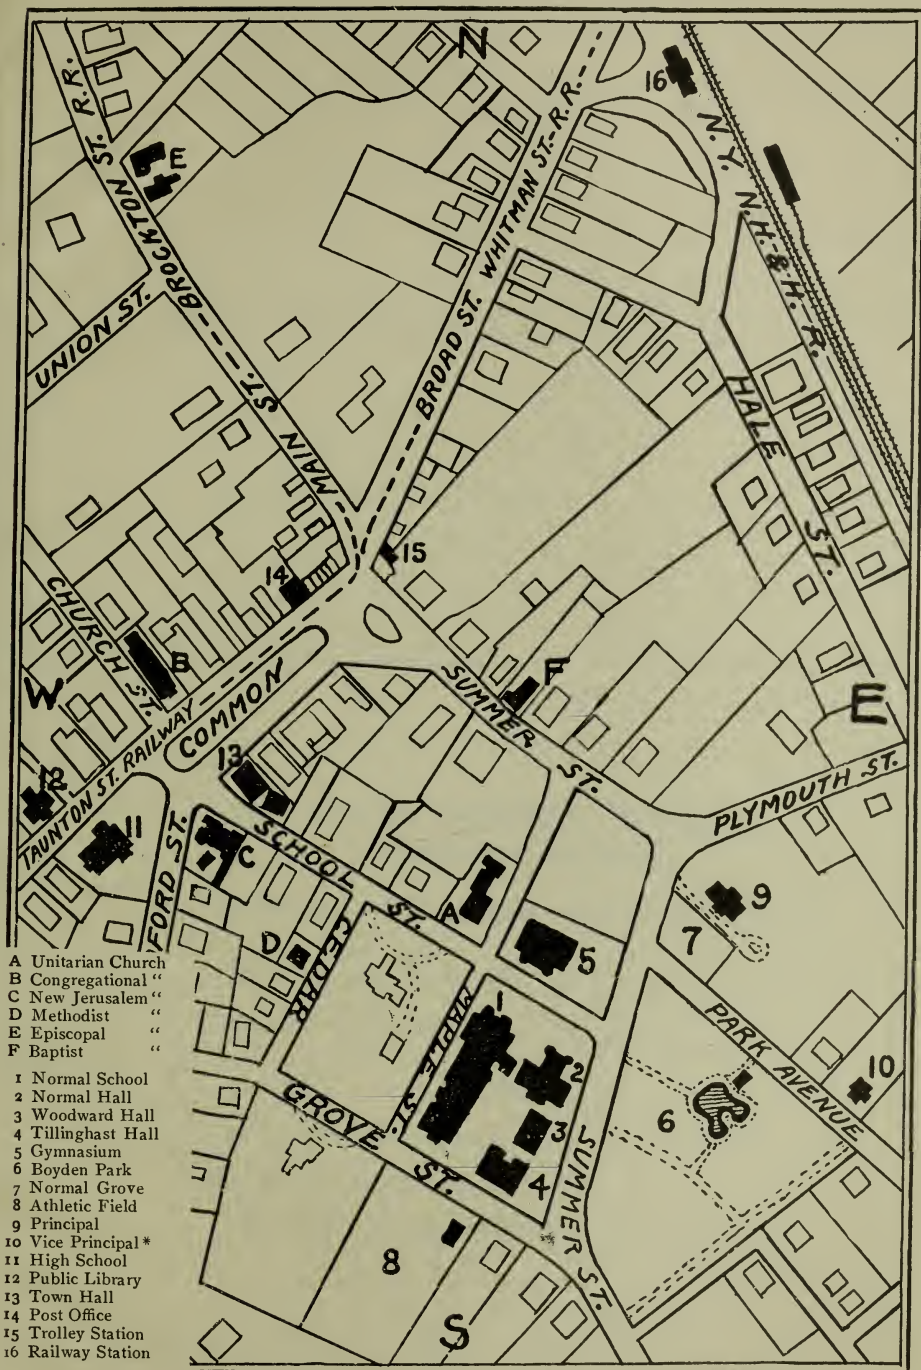 N
16
N. Y. N. H. & H. R. R.
ST. R.R.
BROCKTON ST.
E
WHITMAN ST. R.R.
BROAD ST.
UNION ST.
MAIN ST.
HALE ST.
15
14
CHURCH ST.
B
W
COMMON
SUMMER ST.
F
E
TAUNTON ST. RAILWAY
13
12
11
PLYMOUTH ST.
SCHOOL ST.
C
A
9
5
7
FORD ST.
D
CEDAR
MAPLE ST.
1
2
3
4
PARK AVENUE
10
6
GROVE ST.
SUMMER ST.
8
S
A Unitarian Church
B Congregational “
C New Jerusalem “
D Methodist “
E Episcopal “
F Baptist “
1 Normal School
2 Normal Hall
3 Woodward Hall
4 Tillinghast Hall
5 Gymnasium
6 Boyden Park
7 Normal Grove
8 Athletic Field
9 Principal
10 Vice Principal *
11 High School
12 Public Library
13 Town Hall
14 Post Office
15 Trolley Station
16 Railway Station